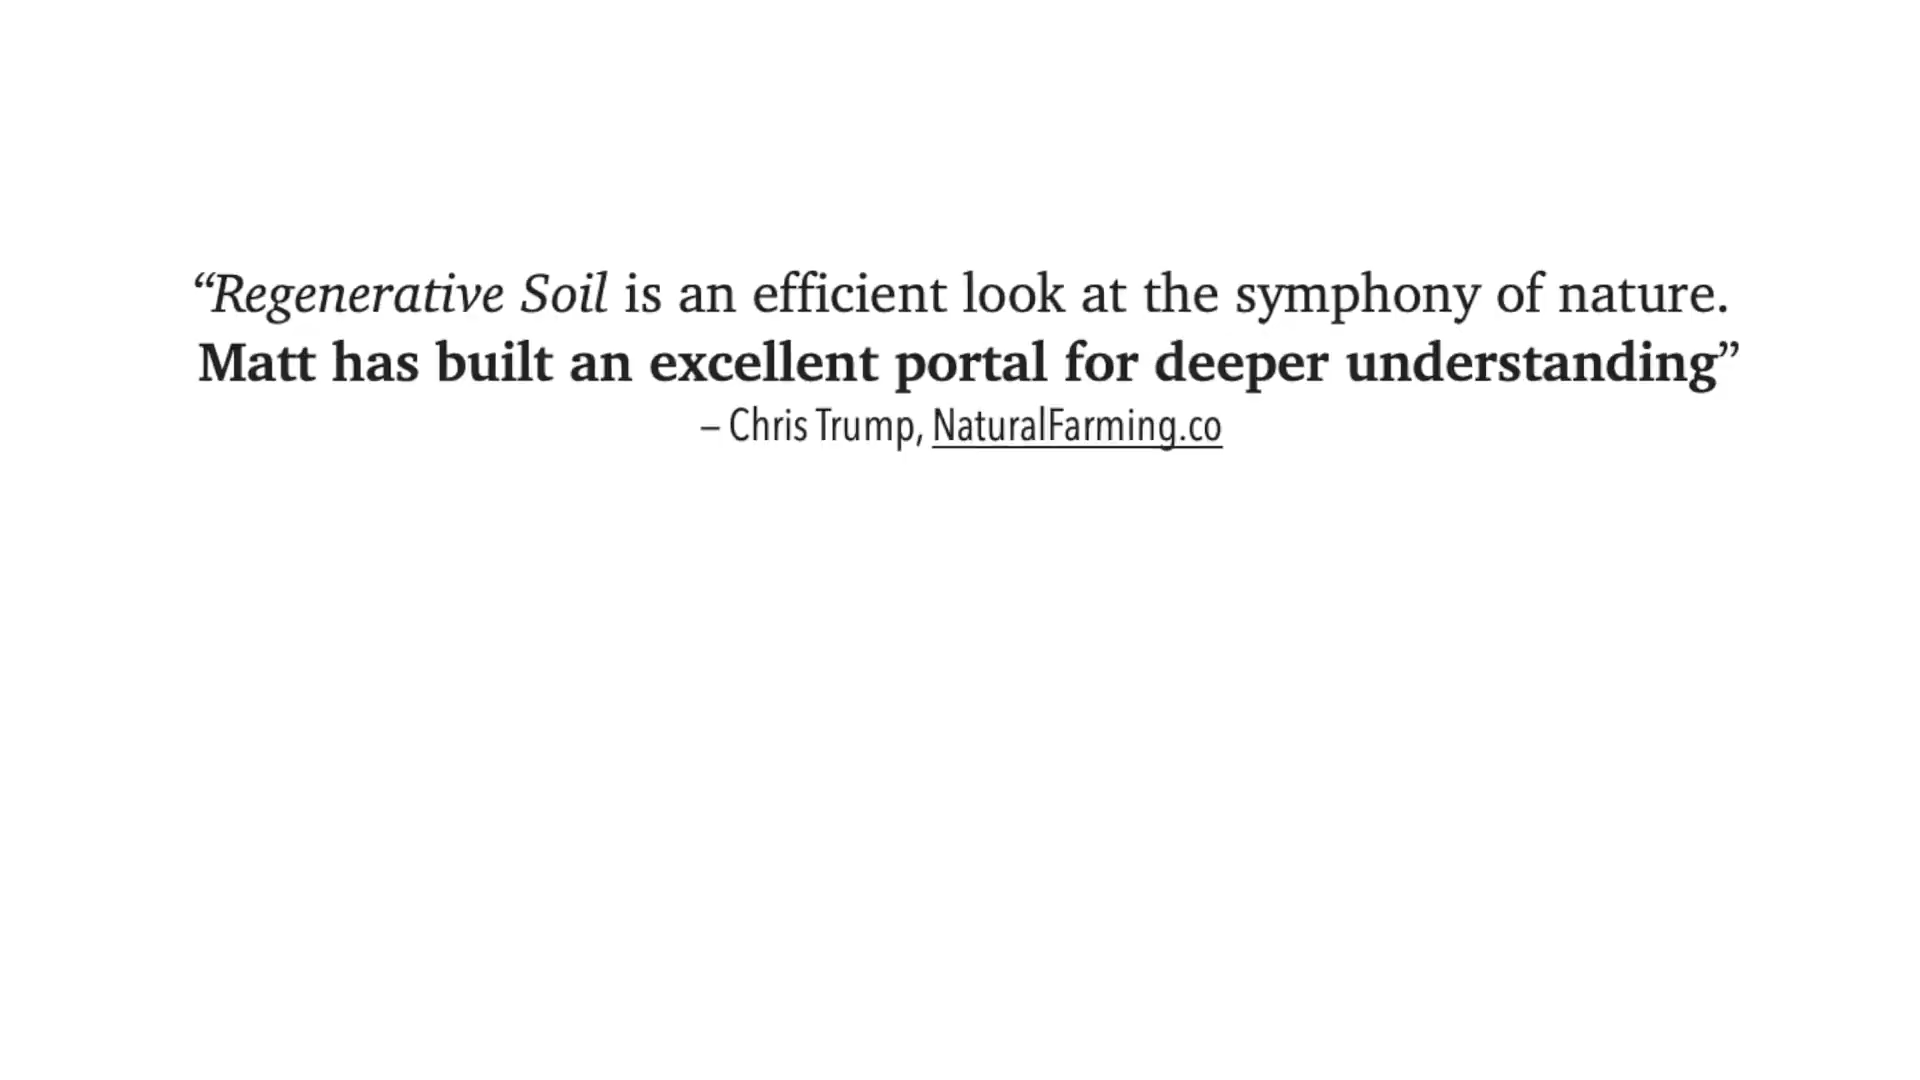 “Regenerative Soil is an efficient look at the symphony of nature.
Matt has built an excellent portal for deeper understanding”
– Chris Trump, NaturalFarming.co